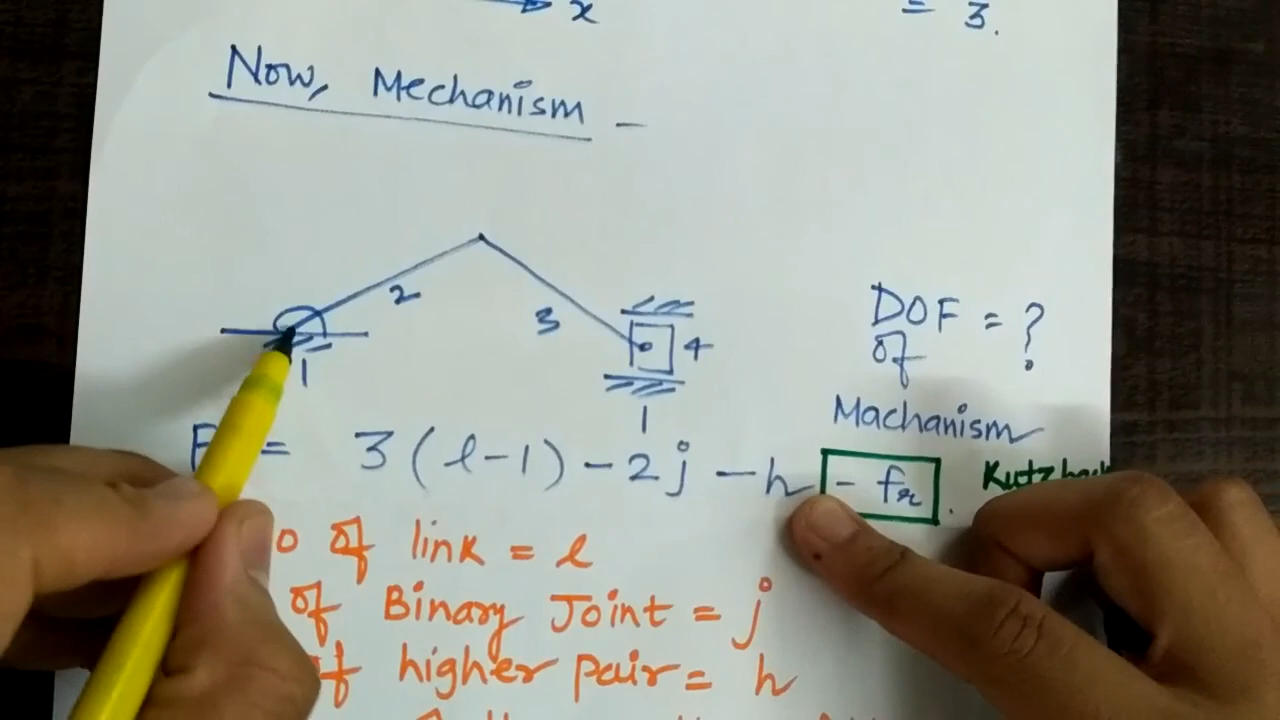 x
= 3.
Now, Mechanism -
2
3
4
1
1
DOF = ?
of
Machanism
F = 3(l-1) - 2j - h - fr.
of link = l
of Binary Joint = j
of higher pair = h